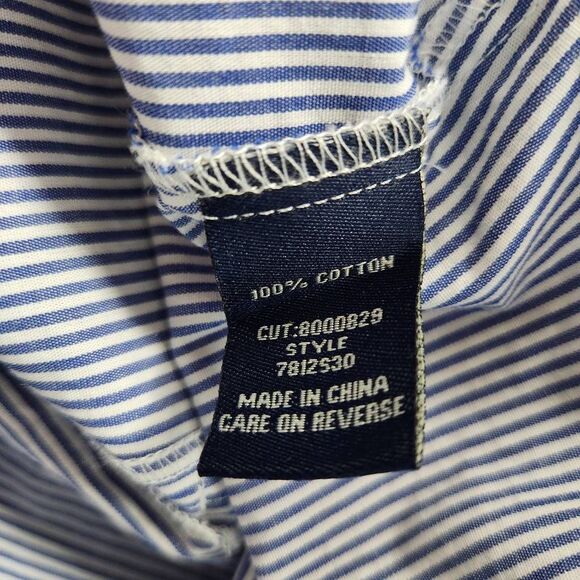 100% COTTON
CUT:8000829
STYLE
7812S30
MADE IN CHINA
CARE ON REVERSE